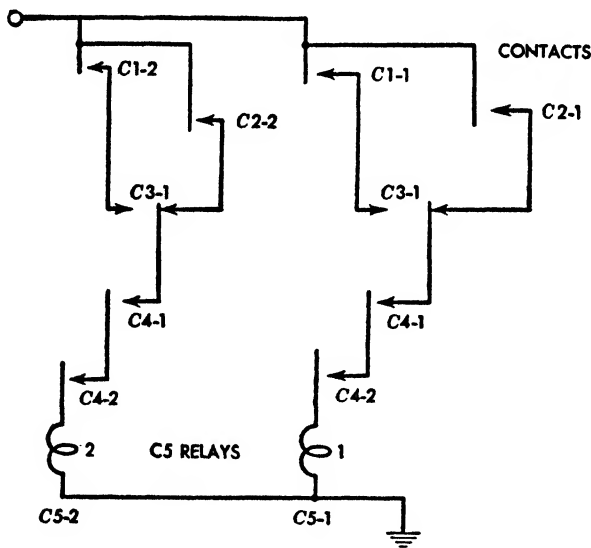 CONTACTS
C1-2
C1-1
C2-2
C2-1
C3-1
C3-1
C4-1
C4-1
C4-2
C4-2
2
C5 RELAYS
1
C5-2
C5-1